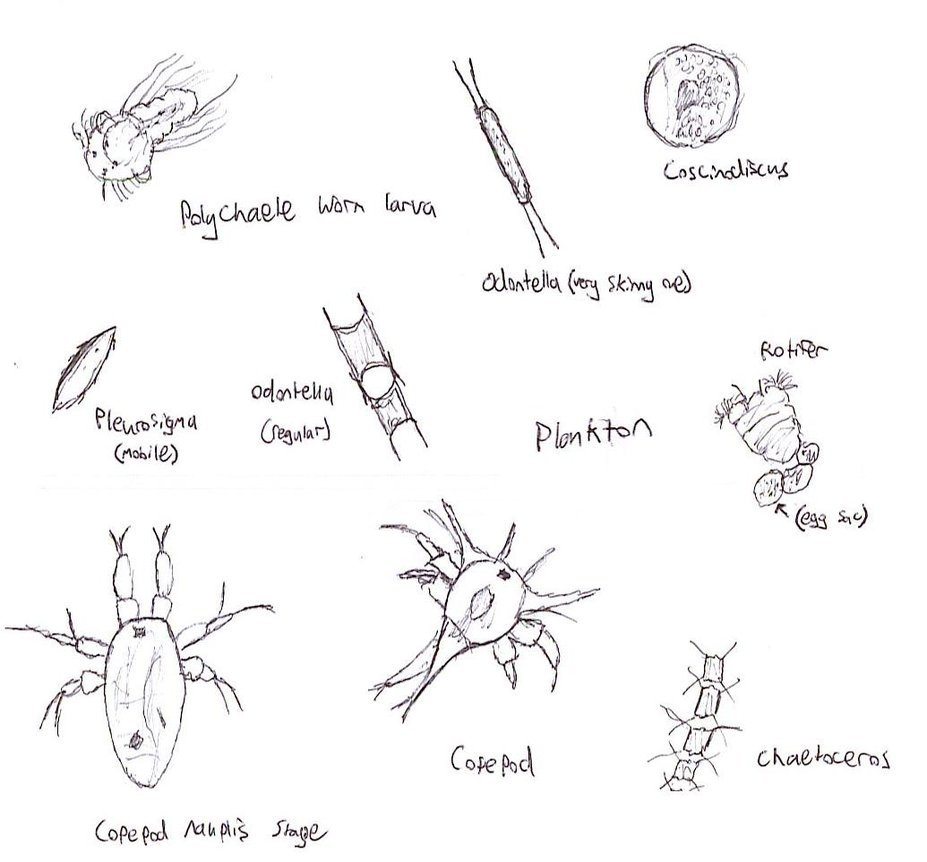 Coscinodiscus
Polychaete worm larva
Odontella (very skinny one)
Rotifer
Pleurosigma
(mobile)
Odontella
(regular)
Plankton
(egg sac)
Copepod
Chaetoceros
Copepod nauplis stage